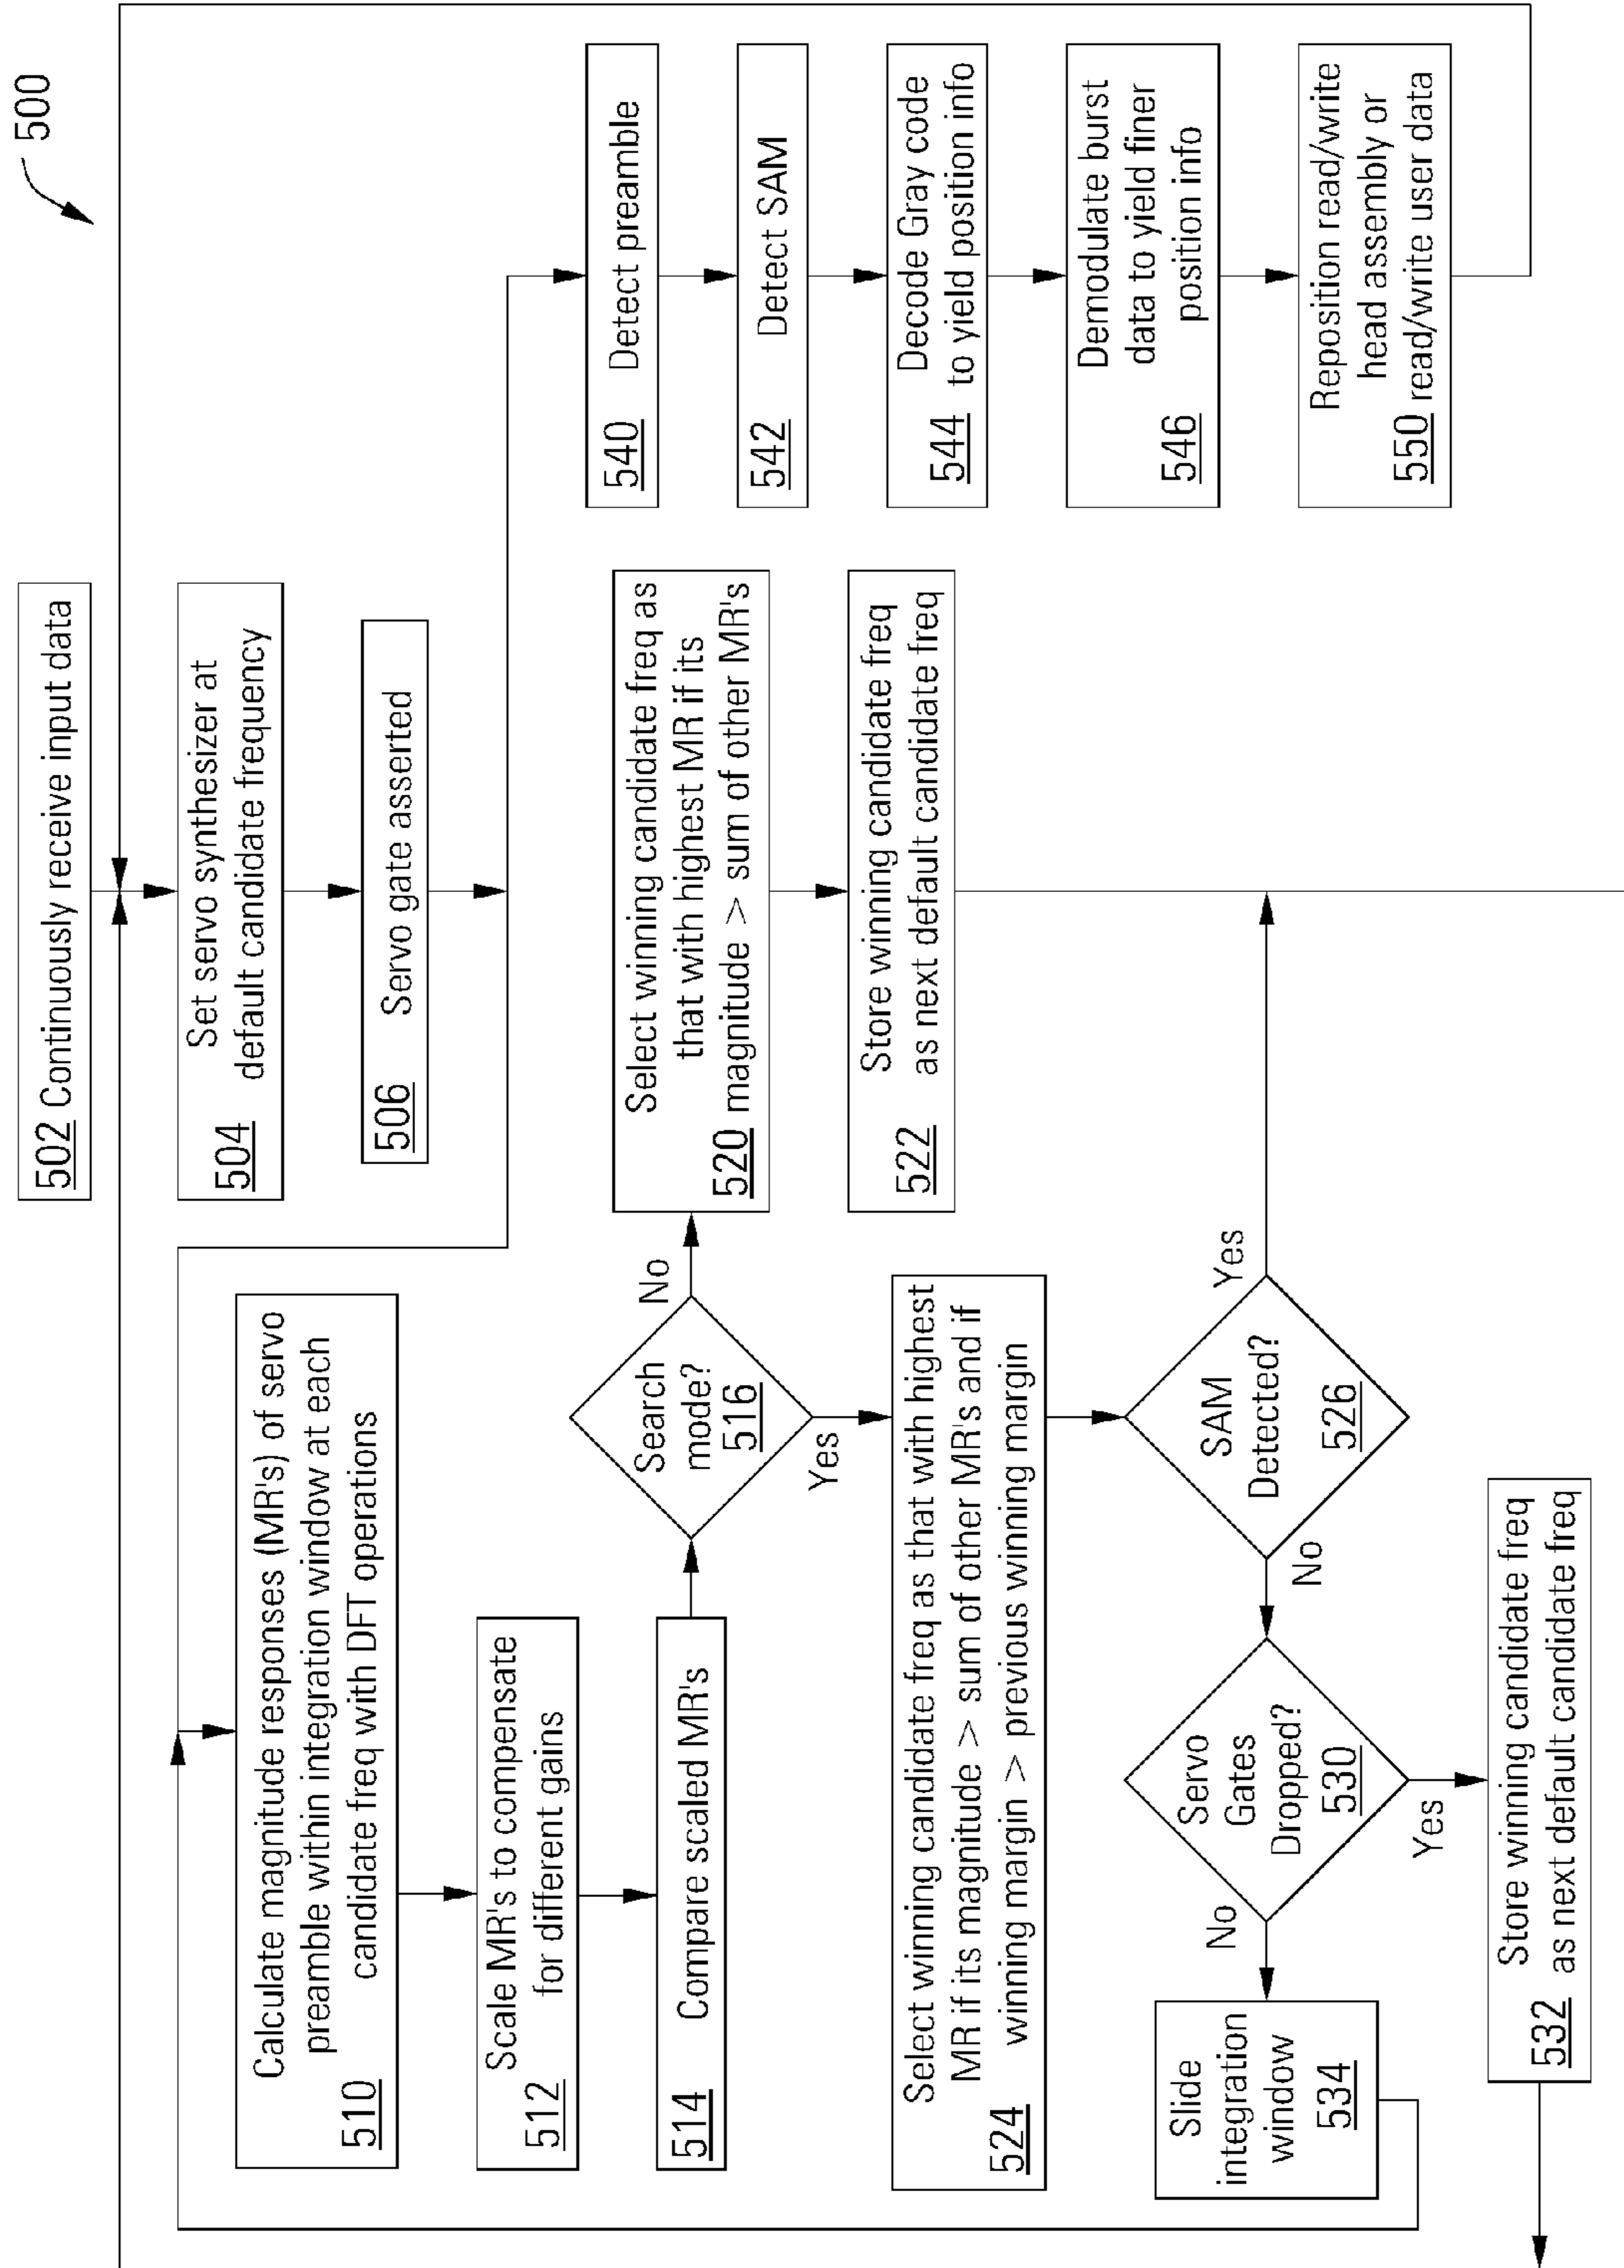 500
502 Continuously receive input data
Set servo synthesizer at
504 default candidate frequency
506 Servo gate asserted
Calculate magnitude responses (MR's) of servo
preamble within integration window at each
510 candidate freq with DFT operations
Scale MR's to compensate
512 for different gains
514 Compare scaled MR's
Search
mode?
516
No
Yes
Select winning candidate freq as
that with highest MR if its
520 magnitude > sum of other MR's
Store winning candidate freq
522 as next default candidate freq
Select winning candidate freq as that with highest
MR if its magnitude > sum of other MR's and if
524 winning margin > previous winning margin
SAM
Detected?
526
Yes
No
Servo
Gates
Dropped?
530
No
Yes
Slide
integration
window
534
Store winning candidate freq
532 as next default candidate freq
540 Detect preamble
542 Detect SAM
Decode Gray code
544 to yield position info
Demodulate burst
data to yield finer
546 position info
Reposition read/write
head assembly or
550 read/write user data